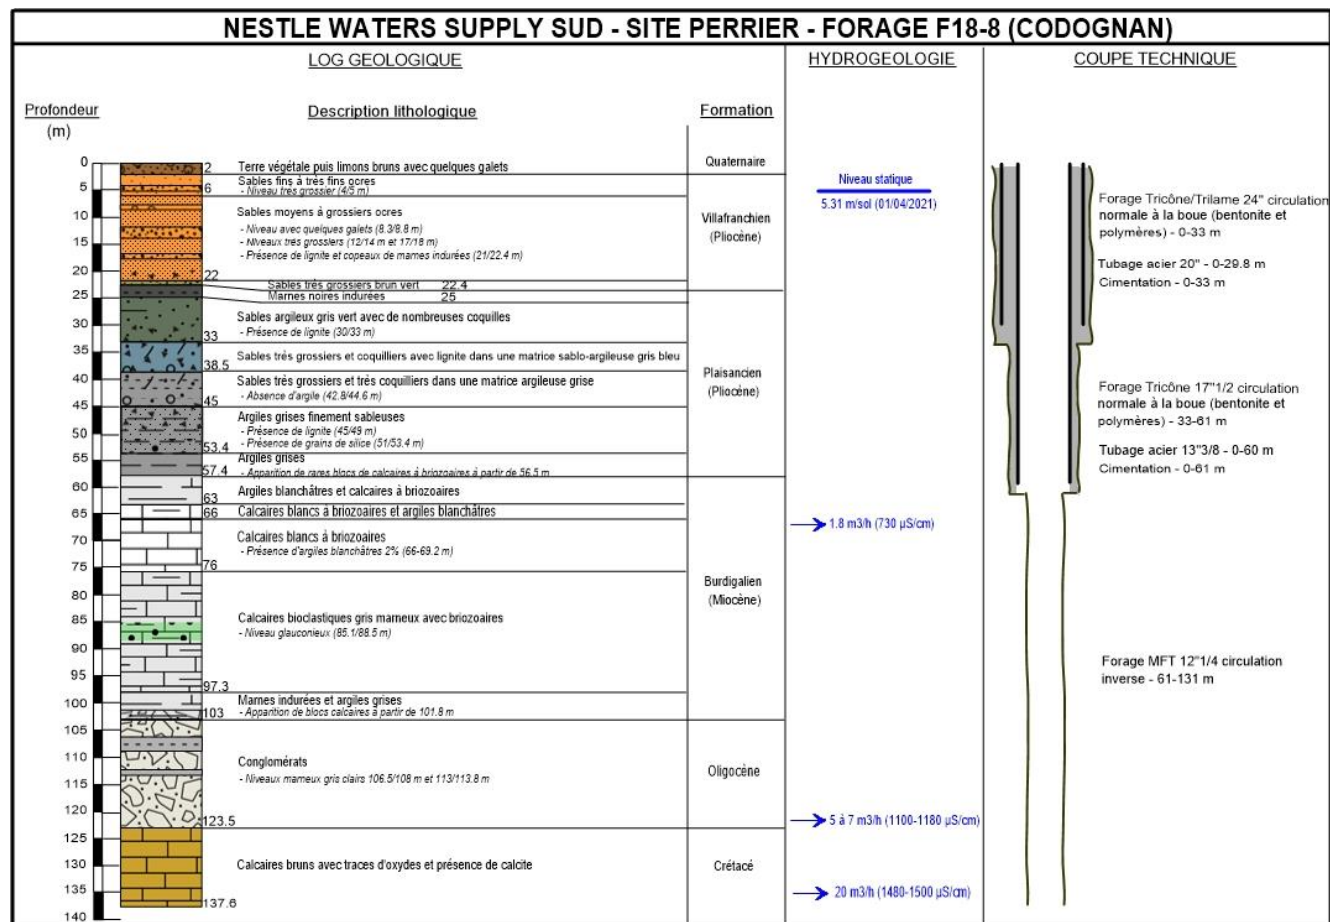 NESTLE WATERS SUPPLY SUD - SITE PERRIER - FORAGE F18-8 (CODOGNAN)
LOG GEOLOGIQUE
HYDROGEOLOGIE
COUPE TECHNIQUE
Profondeur
(m)
Description lithologique
Formation
0
5
10
15
20
25
30
35
40
45
50
55
60
65
70
75
80
85
90
95
100
105
110
115
120
125
130
135
140
2
Terre végétale puis limons bruns avec quelques galets
6
Sables fins à très fins ocres
- Niveau très grossier (4/5 m)
Sables moyens à grossiers ocres
- Niveau avec quelques galets (8.3/8.8 m)
- Niveaux très grossiers (12/14 m et 17/18 m)
- Présence de lignite et copeaux de marnes indurées (21/22.4 m)
22
Sables très grossiers brun vert 22.4
Marnes noires indurées 25
Sables argileux gris vert avec de nombreuses coquilles
- Présence de lignite (30/33 m)
33
Sables très grossiers et coquilliers avec lignite dans une matrice sablo-argileuse gris bleu
38.5
Sables très grossiers et très coquilliers dans une matrice argileuse grise
- Absence d'argile (42.8/44.6 m)
45
Argiles grises finement sableuses
- Présence de lignite (45/49 m)
- Présence de grains de silice (51/53.4 m)
53.4
Argiles grises
- Apparition de rares blocs de calcaires à briozoaires à partir de 56.5 m
57.4
Argiles blanchâtres et calcaires à briozoaires
63
Calcaires blancs à briozoaires et argiles blanchâtres
66
Calcaires blancs à briozoaires
- Présence d'argiles blanchâtres 2% (66-69.2 m)
76
Calcaires bioclastiques gris marneux avec briozoaires
- Niveau glauconieux (85.1/88.5 m)
97.3
Marnes indurées et argiles grises
- Apparition de blocs calcaires à partir de 101.8 m
103
Conglomérats
- Niveaux marneux gris clairs 106.5/108 m et 113/113.8 m
123.5
Calcaires bruns avec traces d'oxydes et présence de calcite
137.6
Quaternaire
Villafranchien
(Pliocène)
Plaisancien
(Pliocène)
Burdigalien
(Miocène)
Oligocène
Crétacé
Niveau statique
5.31 m/sol (01/04/2021)
1.8 m3/h (730 µS/cm)
5 à 7 m3/h (1100-1180 µS/cm)
20 m3/h (1480-1500 µS/cm)
Forage Tricône/Trilame 24" circulation
normale à la boue (bentonite et
polymères) - 0-33 m
Tubage acier 20" - 0-29.8 m
Cimentation - 0-33 m
Forage Tricône 17"1/2 circulation
normale à la boue (bentonite et
polymères) - 33-61 m
Tubage acier 13"3/8 - 0-60 m
Cimentation - 0-61 m
Forage MFT 12"1/4 circulation
inverse - 61-131 m